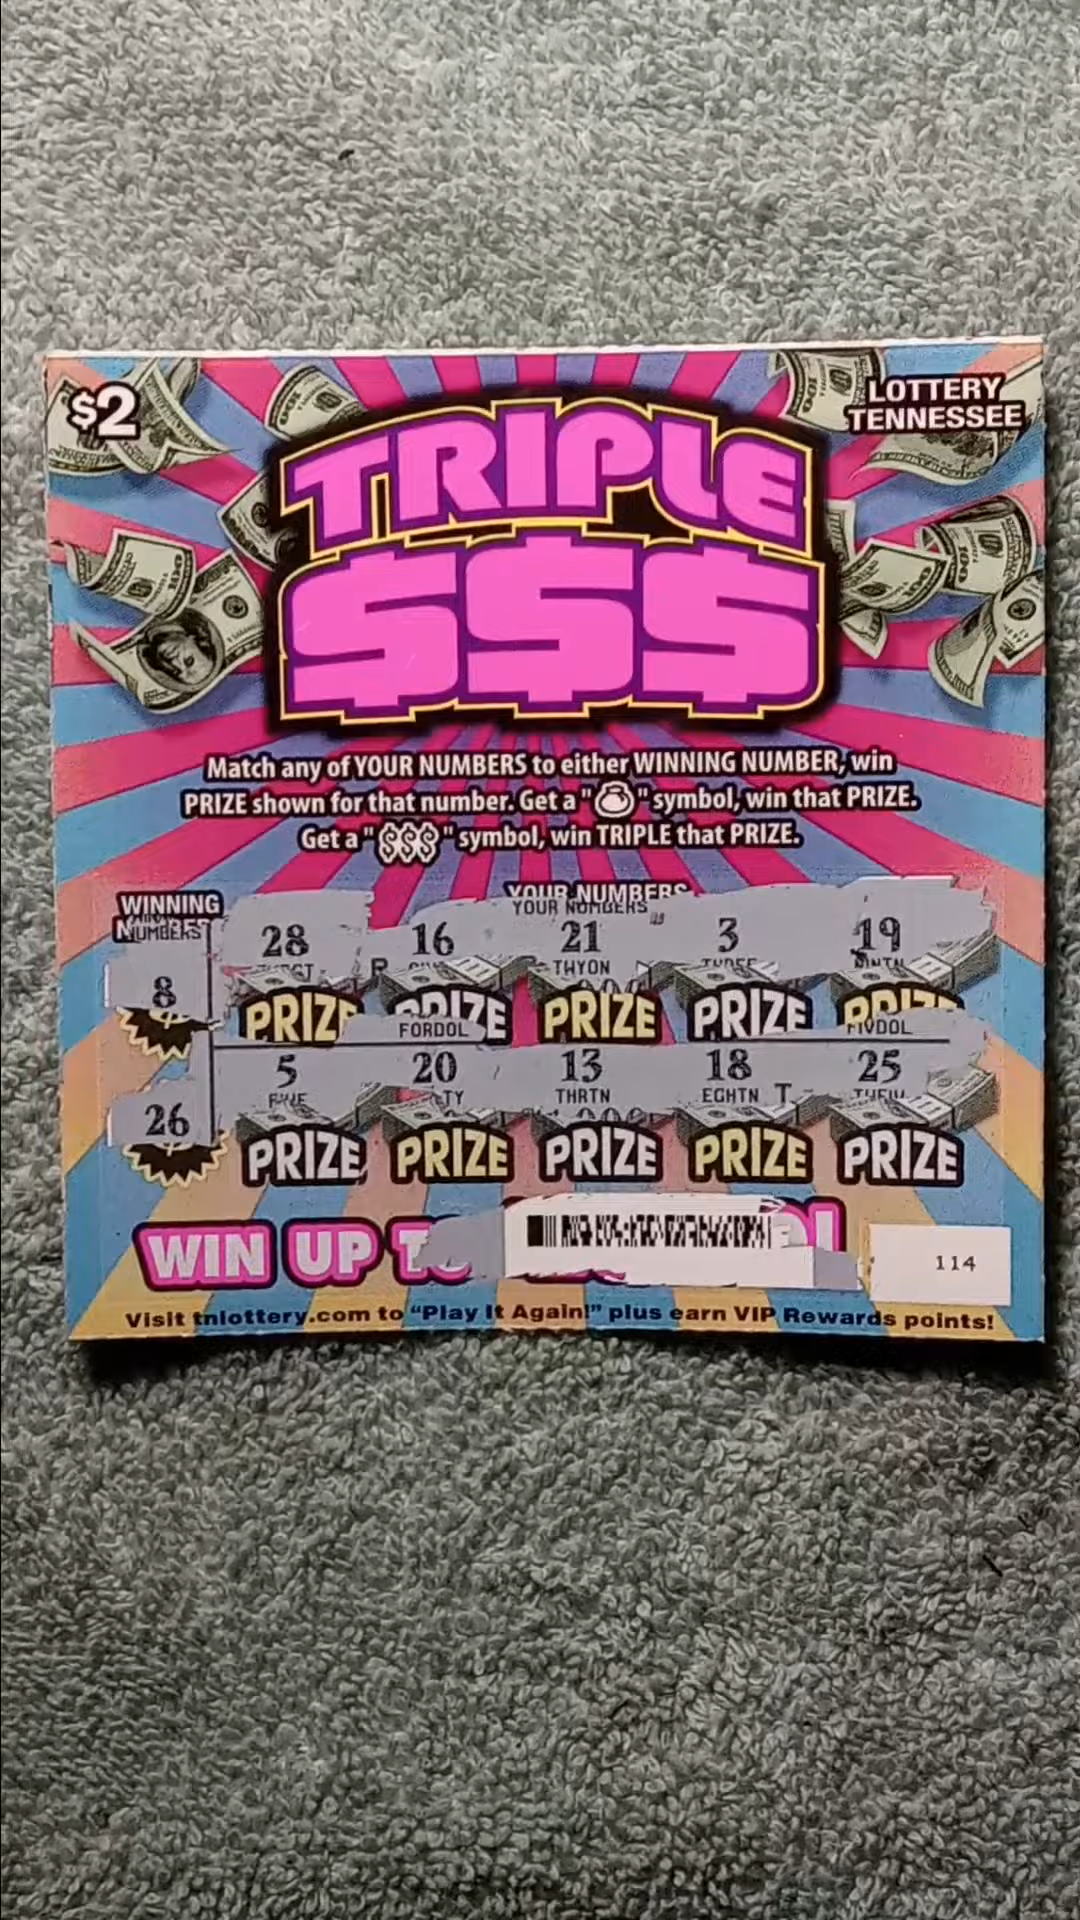 $2
LOTTERY
TENNESSEE
TRIPLE
$$$
Match any of YOUR NUMBERS to either WINNING NUMBER, win
PRIZE shown for that number. Get a " " symbol, win that PRIZE.
Get a "$$$" symbol, win TRIPLE that PRIZE.
WINNING
NUMBERS
YOUR NUMBERS
YOUR NUMBERS
28 16 21 3 19
THYON
8
PRIZE PRIZE PRIZE PRIZE
FORDOL FIVDOL
5 20 13 18 25
THRTN EGHTN T
26
PRIZE PRIZE PRIZE PRIZE PRIZE
WIN UP
114
Visit tnlottery.com to "Play It Again!" plus earn VIP Rewards points!